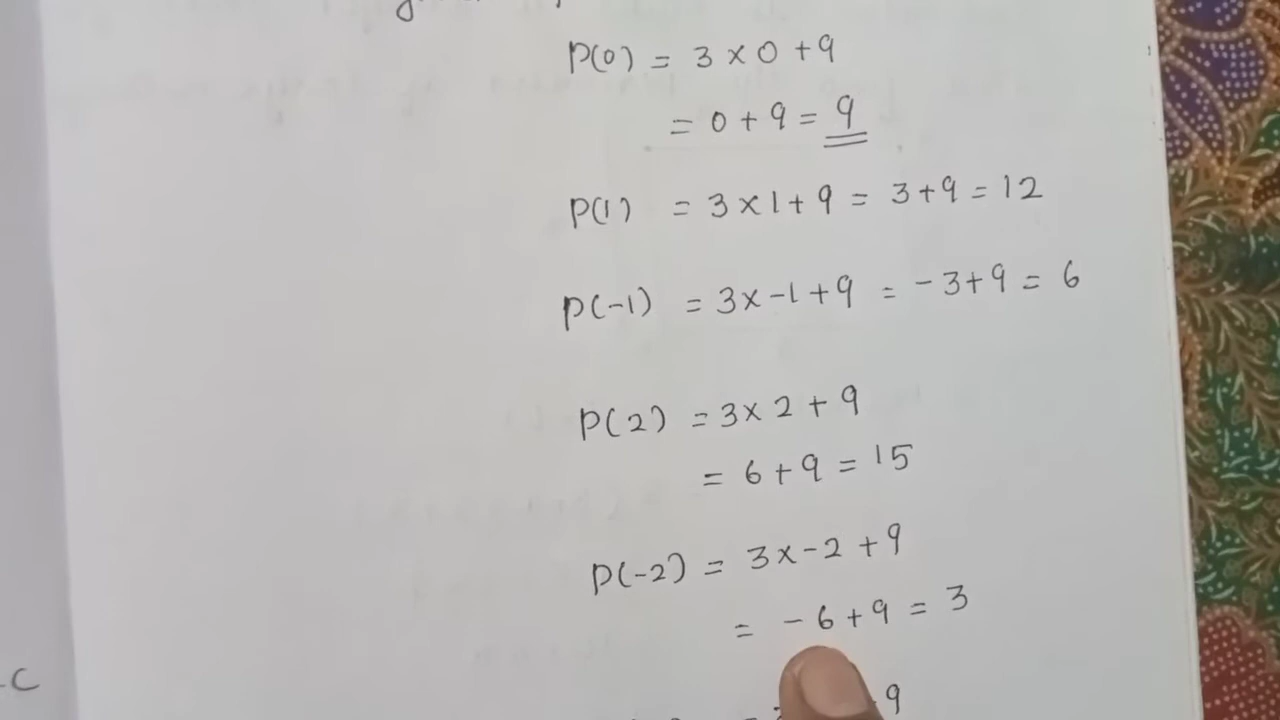 P(0) = 3 × 0 + 9
= 0 + 9 = 9
P(1) = 3 × 1 + 9 = 3 + 9 = 12
P(-1) = 3 × -1 + 9 = -3 + 9 = 6
P(2) = 3 × 2 + 9
= 6 + 9 = 15
P(-2) = 3 × -2 + 9
= -6 + 9 = 3
9
-C